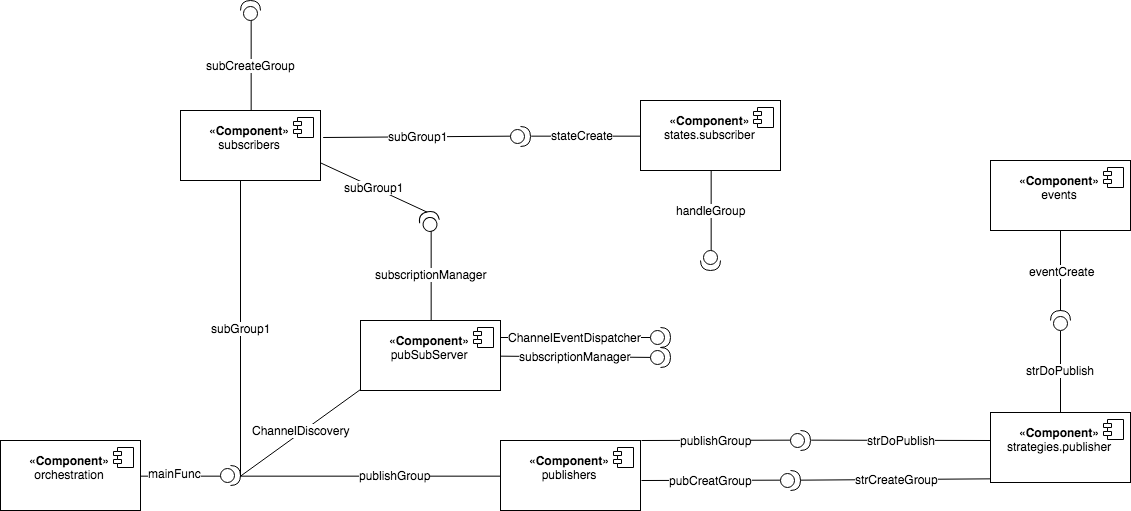 subCreateGroup
«Component»
subscribers
subGroup1
stateCreate
«Component»
states.subscriber
subGroup1
handleGroup
«Component»
events
subscriptionManager
eventCreate
subGroup1
«Component»
pubSubServer
ChannelEventDispatcher
subscriptionManager
strDoPublish
ChannelDiscovery
«Component»
orchestration
mainFunc
publishGroup
«Component»
publishers
publishGroup
strDoPublish
pubCreatGroup
strCreateGroup
«Component»
strategies.publisher